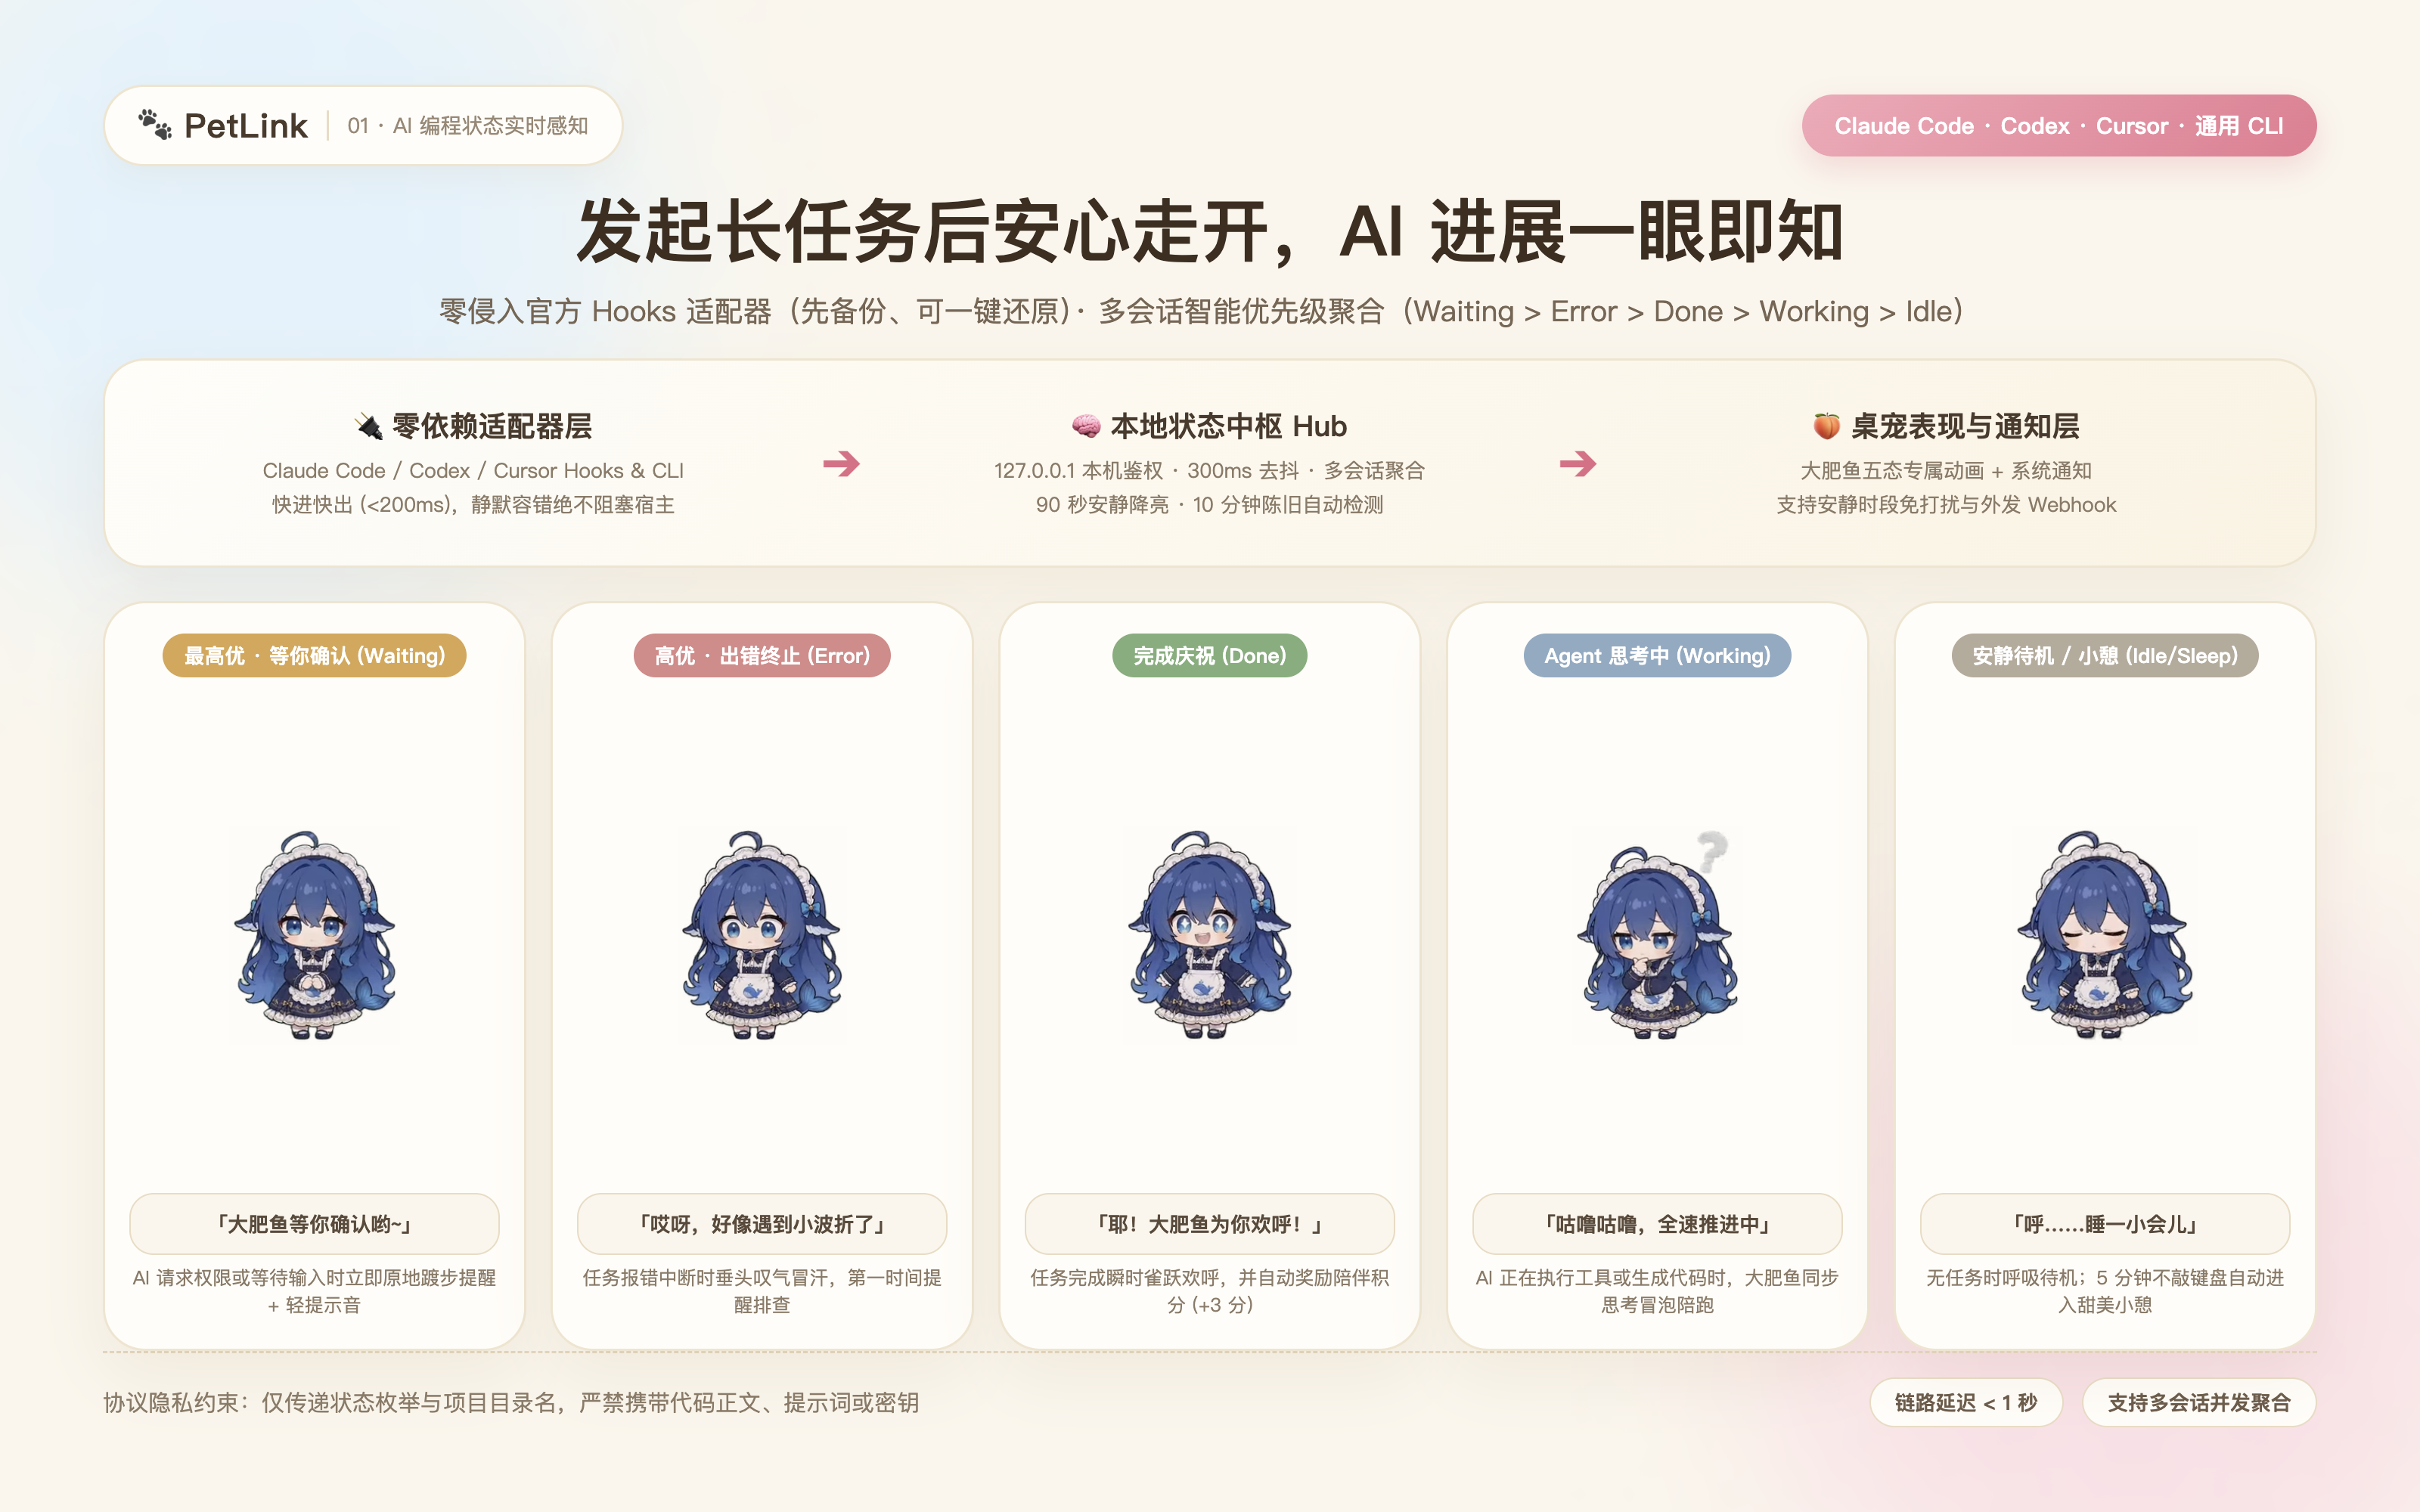 PetLink | 01 · AI 编程状态实时感知
Claude Code · Codex · Cursor · 通用 CLI
发起长任务后安心走开，AI 进展一眼即知
零侵入官方 Hooks 适配器（先备份、可一键还原）· 多会话智能优先级聚合（Waiting > Error > Done > Working > Idle）
零依赖适配器层
Claude Code / Codex / Cursor Hooks & CLI
快进快出 (<200ms)，静默容错绝不阻塞宿主
➔
本地状态中枢 Hub
127.0.0.1 本机鉴权 · 300ms 去抖 · 多会话聚合
90 秒安静降亮 · 10 分钟陈旧自动检测
➔
桌宠表现与通知层
大肥鱼五态专属动画 + 系统通知
支持安静时段免打扰与外发 Webhook
最高优 · 等你确认 (Waiting)
「大肥鱼等你确认哟~」
AI 请求权限或等待输入时立即原地踱步提醒
+ 轻提示音
高优 · 出错终止 (Error)
「哎呀，好像遇到小波折了」
任务报错中断时垂头叹气冒汗，第一时间提
醒排查
完成庆祝 (Done)
「耶！大肥鱼为你欢呼！」
任务完成瞬时雀跃欢呼，并自动奖励陪伴积
分 (+3 分)
Agent 思考中 (Working)
?
「咕噜咕噜，全速推进中」
AI 正在执行工具或生成代码时，大肥鱼同步
思考冒泡陪跑
安静待机 / 小憩 (Idle/Sleep)
「呼……睡一小会儿」
无任务时呼吸待机；5 分钟不敲键盘自动进
入甜美小憩
协议隐私约束：仅传递状态枚举与项目目录名，严禁携带代码正文、提示词或密钥
链路延迟 < 1 秒
支持多会话并发聚合